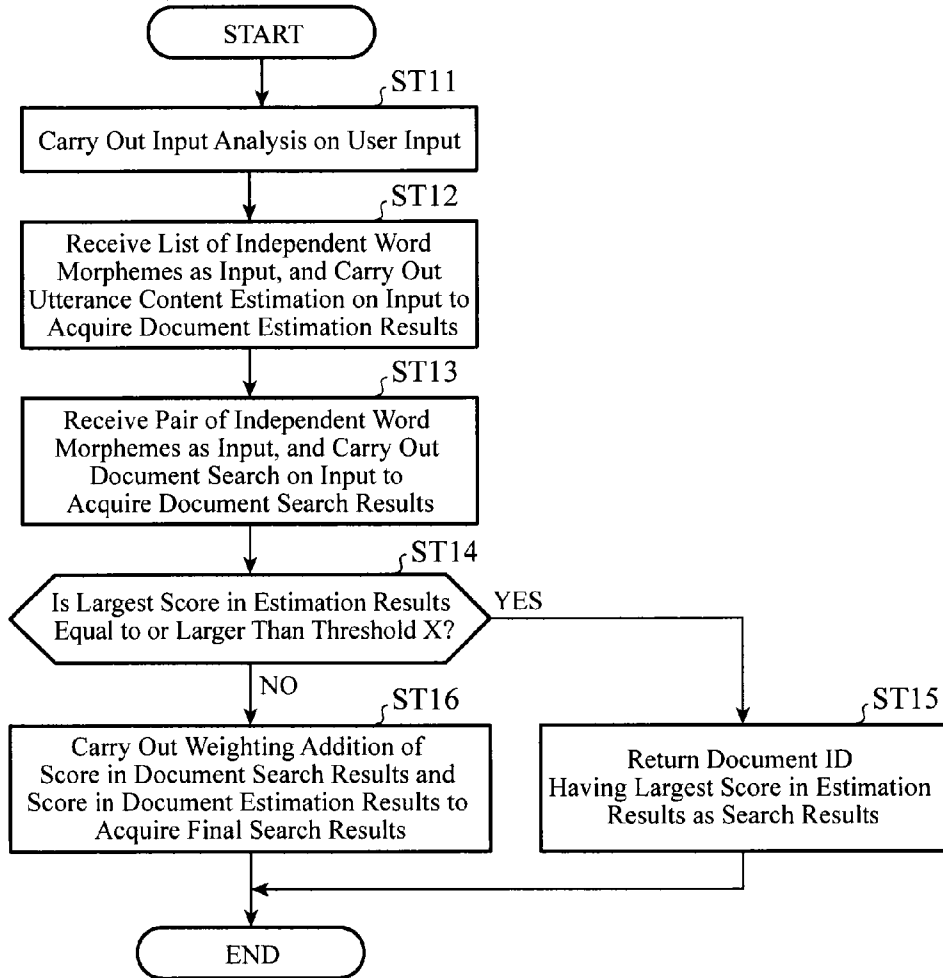 START
ST11
Carry Out Input Analysis on User Input
ST12
Receive List of Independent Word
Morphemes as Input, and Carry Out
Utterance Content Estimation on Input to
Acquire Document Estimation Results
ST13
Receive Pair of Independent Word
Morphemes as Input, and Carry Out
Document Search on Input to
Acquire Document Search Results
ST14
Is Largest Score in Estimation Results
Equal to or Larger Than Threshold X?
YES
NO
ST16
Carry Out Weighting Addition of
Score in Document Search Results and
Score in Document Estimation Results to
Acquire Final Search Results
ST15
Return Document ID
Having Largest Score in Estimation
Results as Search Results
END